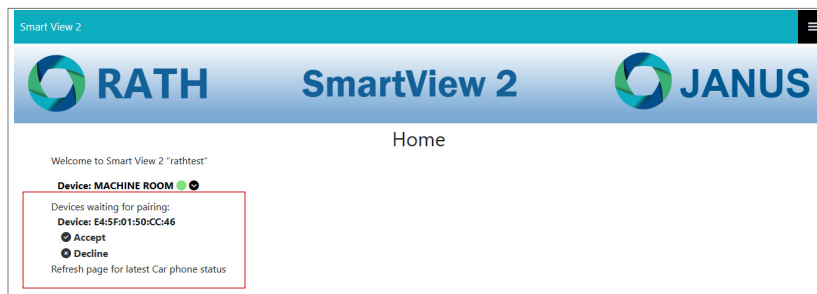 Smart View 2
RATH
SmartView 2
JANUS
Home
Welcome to Smart View 2 "rathtest"
Device: MACHINE ROOM
Devices waiting for pairing:
Device: E4:5F:01:50:CC:46
Accept
Decline
Refresh page for latest Car phone status